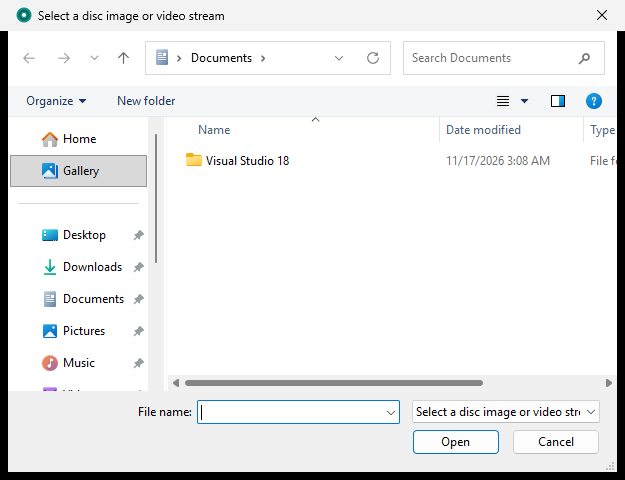 Select a disc image or video stream
Documents
Search Documents
Organize
New folder
Home
Gallery
Desktop
Downloads
Documents
Pictures
Music
Name
Date modified
Type
Visual Studio 18
11/17/2026 3:08 AM
File
File name:
Select a disc image or video stre
Open
Cancel